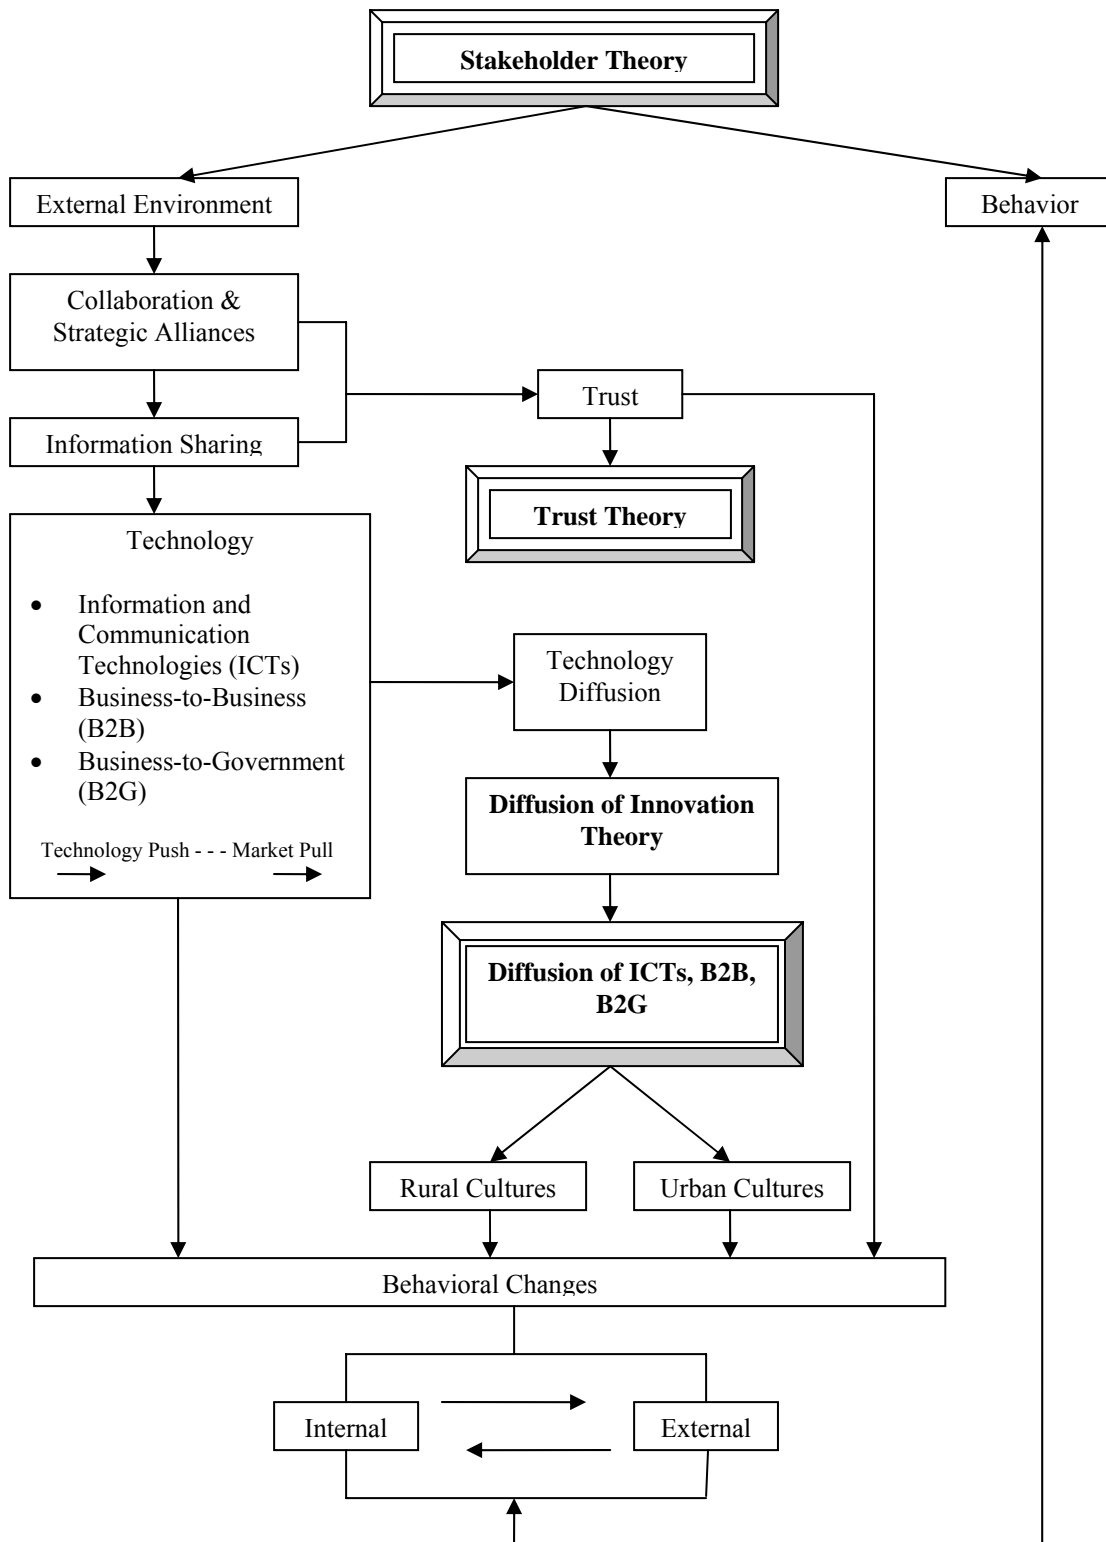 Stakeholder Theory
External Environment
Behavior
Collaboration &
Strategic Alliances
Trust
Information Sharing
Trust Theory
Technology
• Information and
Communication
Technologies (ICTs)
• Business-to-Business
(B2B)
• Business-to-Government
(B2G)
Technology Push - - - Market Pull
Technology
Diffusion
Diffusion of Innovation
Theory
Diffusion of ICTs, B2B,
B2G
Rural Cultures
Urban Cultures
Behavioral Changes
Internal
External